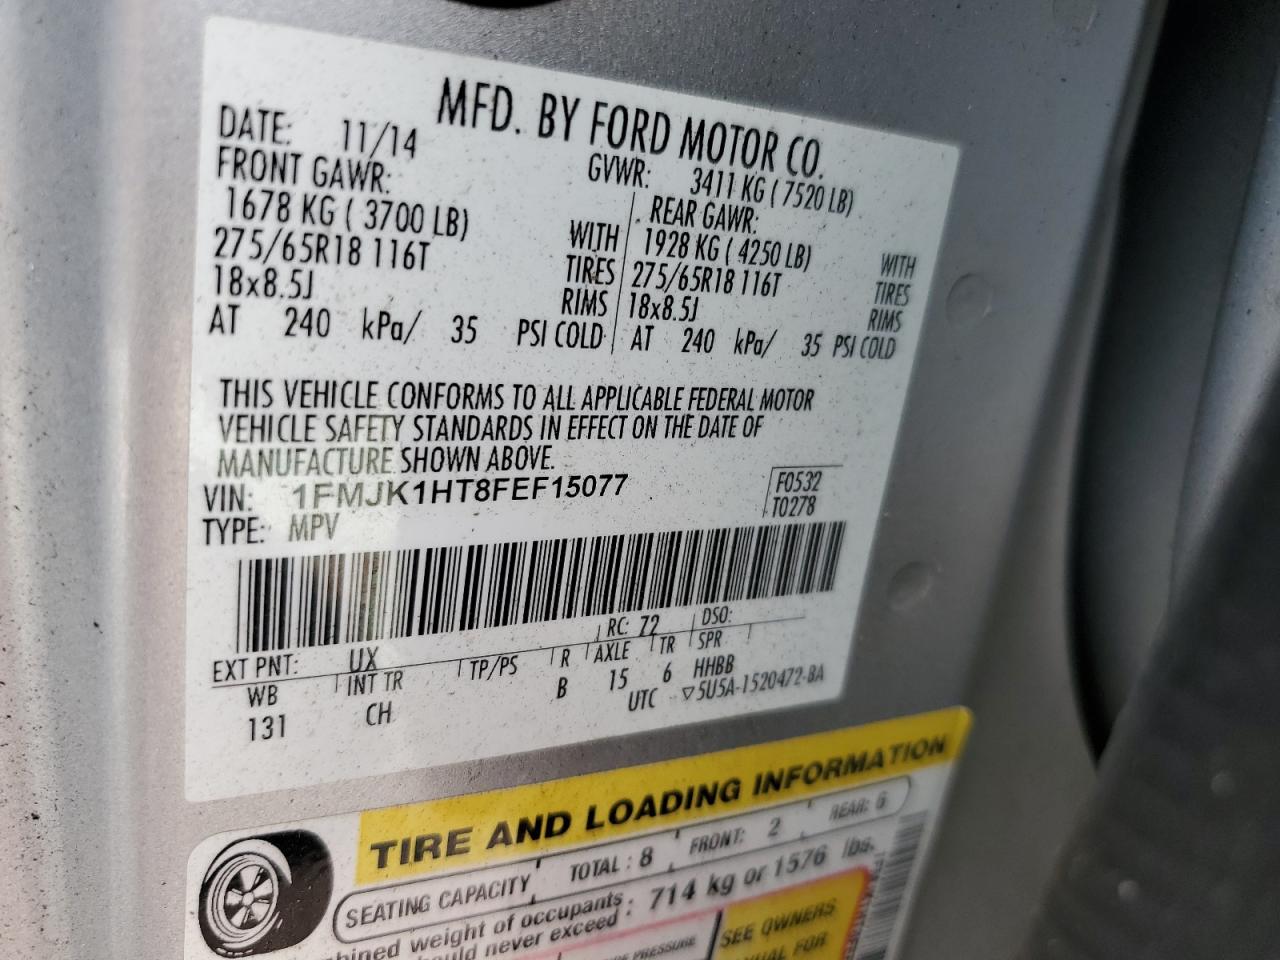 MFD. BY FORD MOTOR CO.
DATE: 11/14 GVWR: 3411 KG ( 7520 LB)
FRONT GAWR: REAR GAWR:
1678 KG ( 3700 LB) WITH 1928 KG ( 4250 LB) WITH
275/65R18 116T TIRES 275/65R18 116T TIRES
18x8.5J RIMS 18x8.5J RIMS
AT 240 kPa/ 35 PSI COLD AT 240 kPa/ 35 PSI COLD
THIS VEHICLE CONFORMS TO ALL APPLICABLE FEDERAL MOTOR
VEHICLE SAFETY STANDARDS IN EFFECT ON THE DATE OF
MANUFACTURE SHOWN ABOVE.
VIN: 1FMJK1HT8FEF15077 F0532
TYPE: MPV T0278
EXT PNT: UX RC: 72 DSO:
WB INT TR TP/PS R AXLE TR SPR
131 CH B 15 6 HHBB
UTC ▽5U5A-1520472-BA
TIRE AND LOADING INFORMATION
SEATING CAPACITY TOTAL : 8 FRONT: 2 REAR: 6
weight of occupants : 714 kg or 1576 lbs.
never exceed
PRESSURE SEE OWNERS
FOR